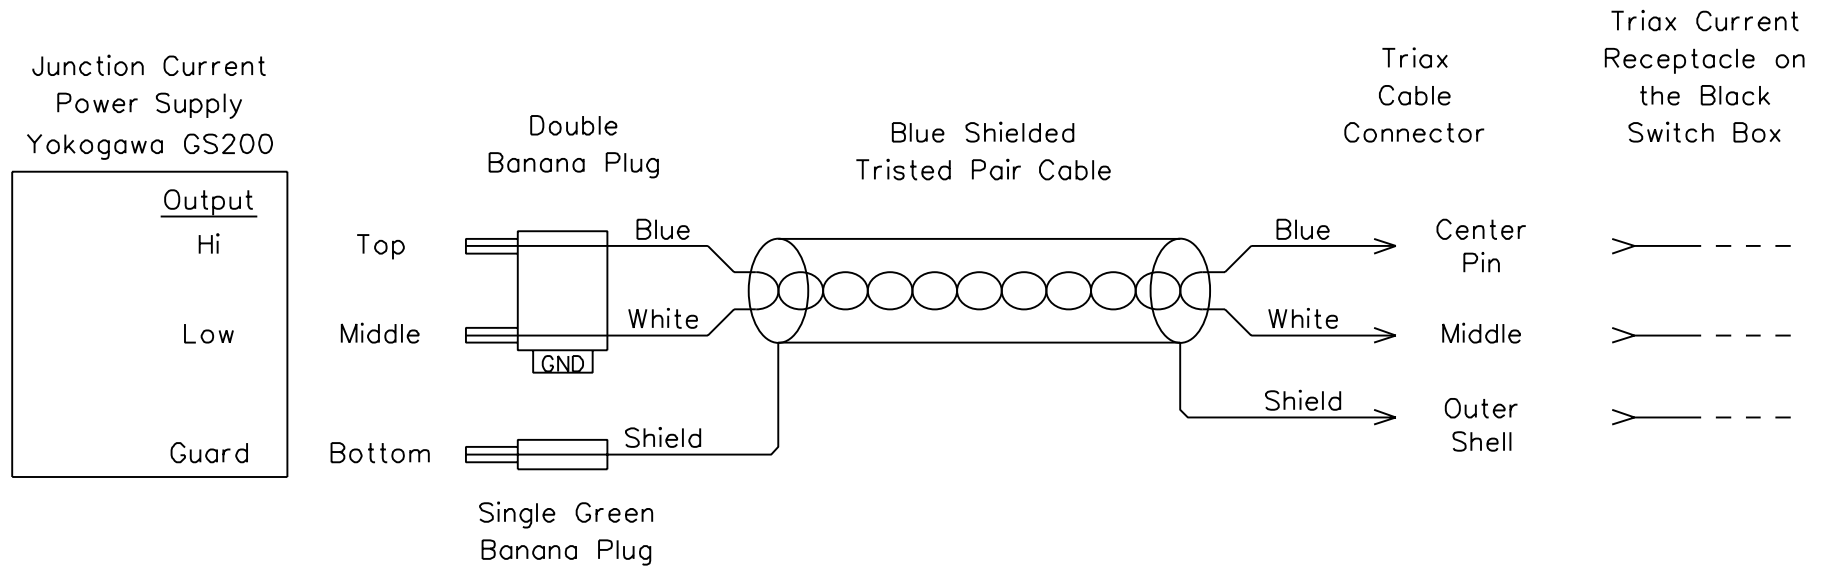 Junction Current
Power Supply
Yokogawa GS200
Output
Hi
Low
Guard
Top
Middle
Bottom
Double
Banana Plug
GND
Single Green
Banana Plug
Blue
White
Shield
Blue Shielded
Tristed Pair Cable
Blue
White
Shield
Triax
Cable
Connector
Center
Pin
Middle
Outer
Shell
Triax Current
Receptacle on
the Black
Switch Box